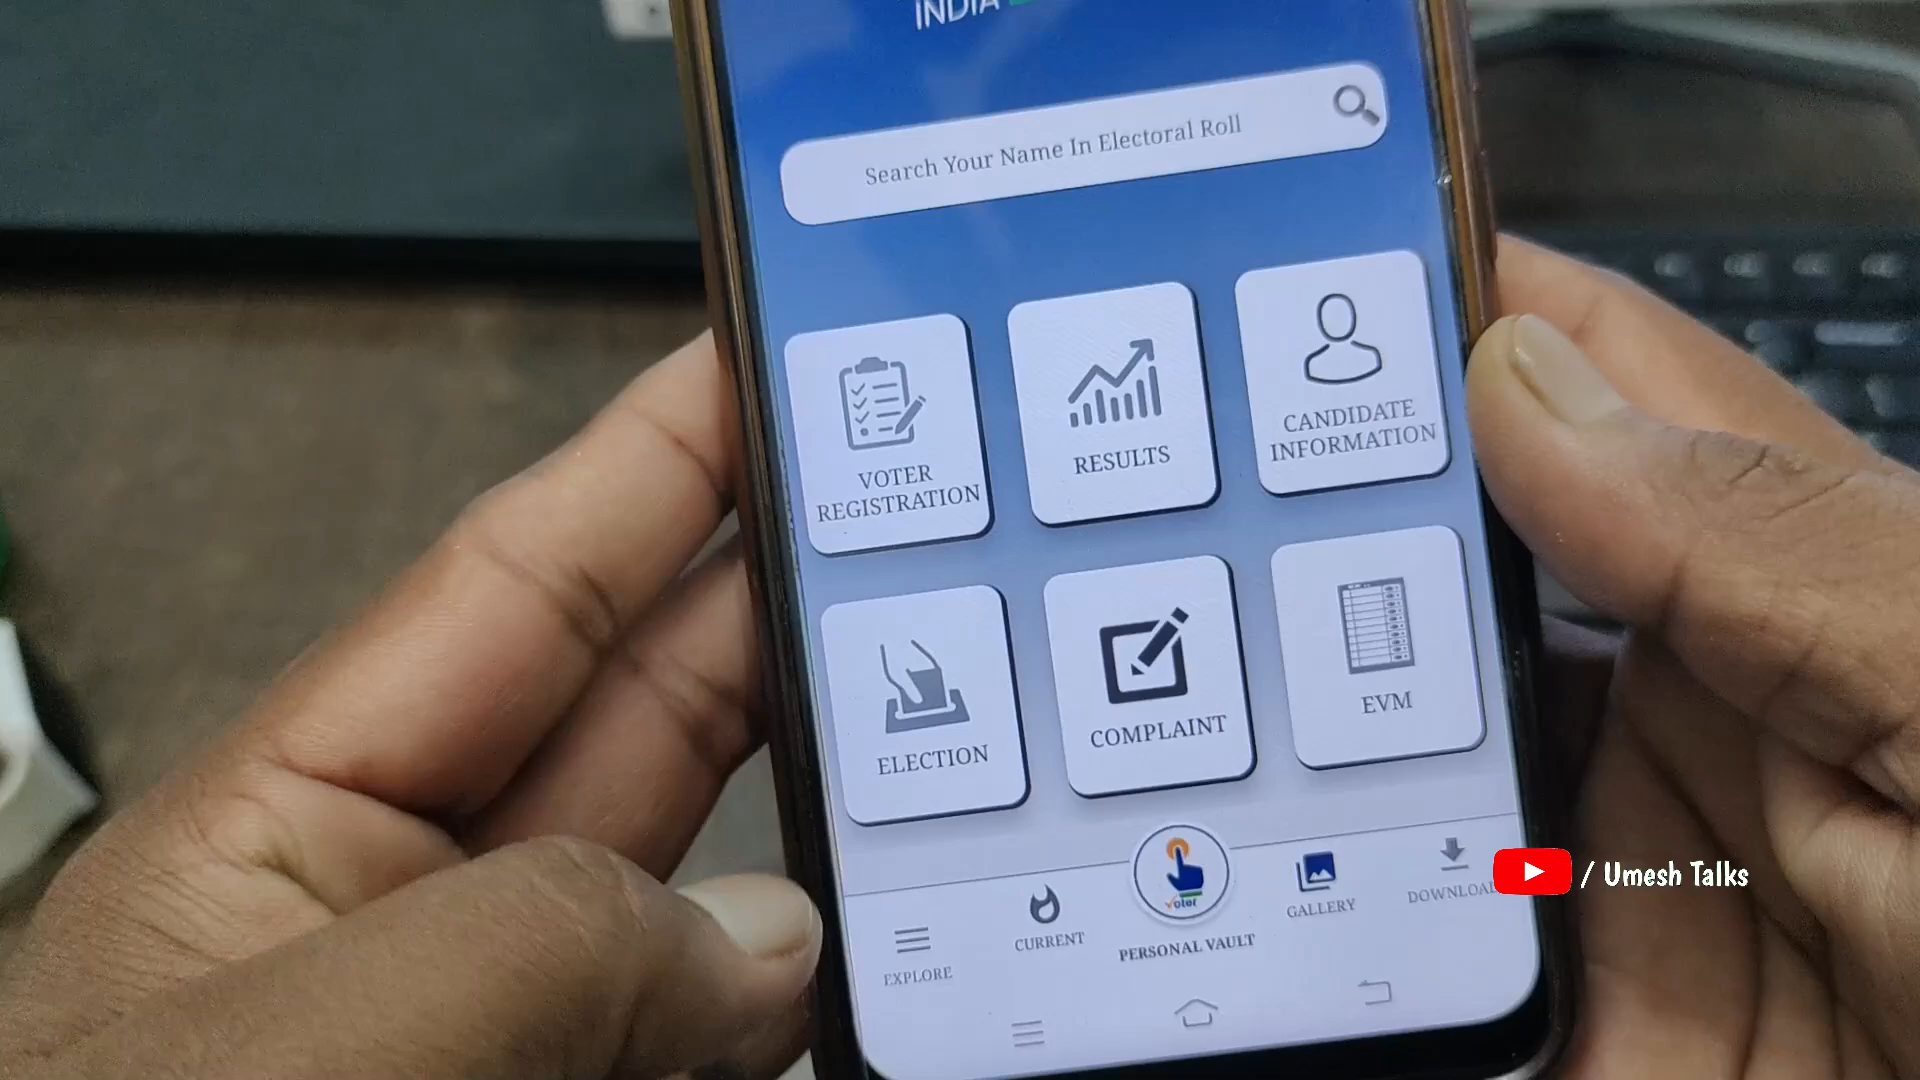 INDIA
Search Your Name In Electoral Roll
VOTER
REGISTRATION
RESULTS
CANDIDATE
INFORMATION
ELECTION
COMPLAINT
EVM
EXPLORE
CURRENT
Voter
PERSONAL VAULT
GALLERY
DOWNLOAD
/ Umesh Talks